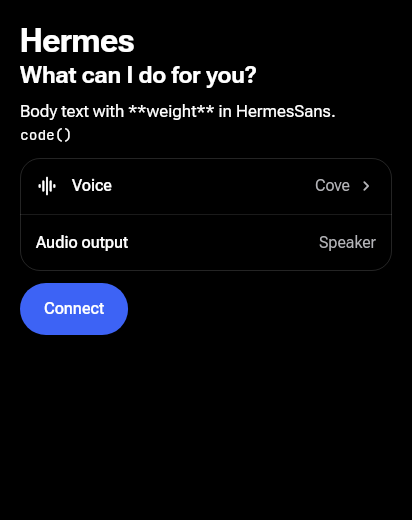 Hermes
What can I do for you?
Body text with **weight** in HermesSans.
code()
Voice Cove
Audio output Speaker
Connect